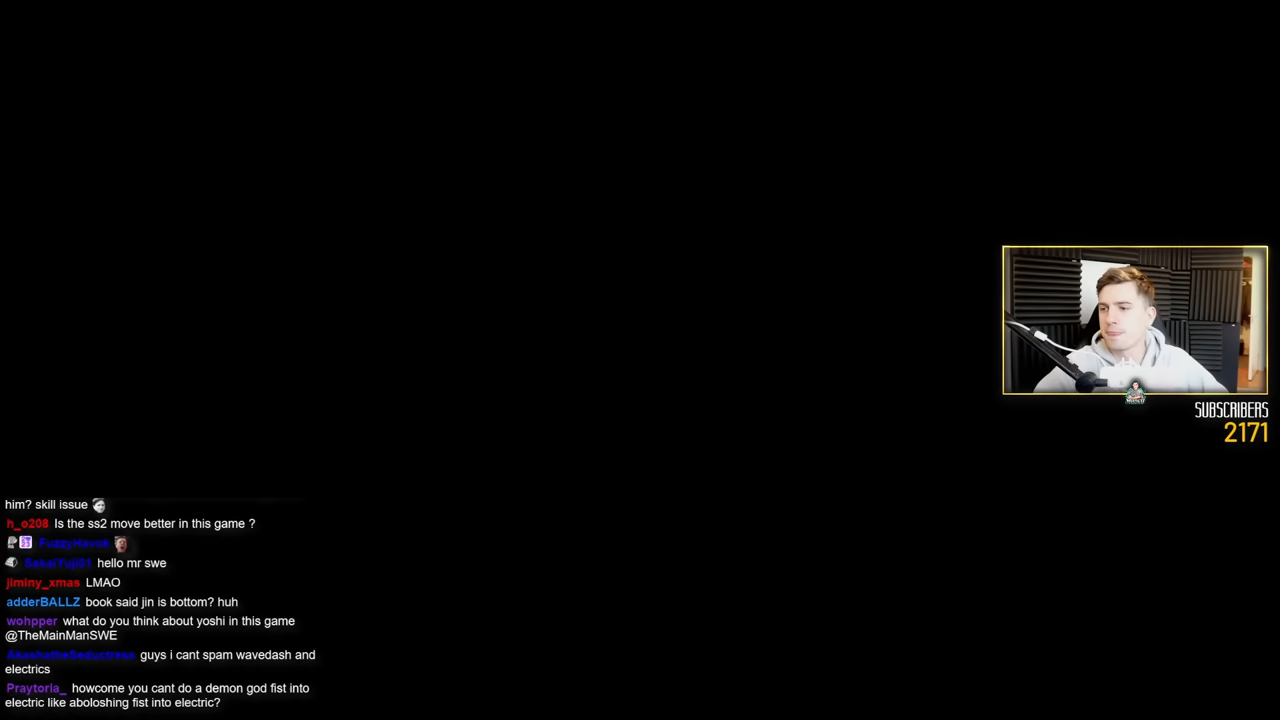 him? skill issue
h_o208 Is the ss2 move better in this game ?
FuzzyHavok
SakaiYuji01 hello mr swe
jiminy_xmas LMAO
adderBALLZ book said jin is bottom? huh
wohpper what do you think about yoshi in this game
@TheMainManSWE
AkashatheSeductress guys i cant spam wavedash and
electrics
Praytoria_ howcome you cant do a demon god fist into
electric like aboloshing fist into electric?
SUBSCRIBERS
2171